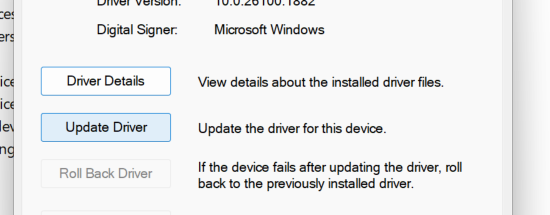 Driver Version: 10.0.26100.1882
Digital Signer: Microsoft Windows
Driver Details View details about the installed driver files.
Update Driver Update the driver for this device.
Roll Back Driver If the device fails after updating the driver, roll
back to the previously installed driver.